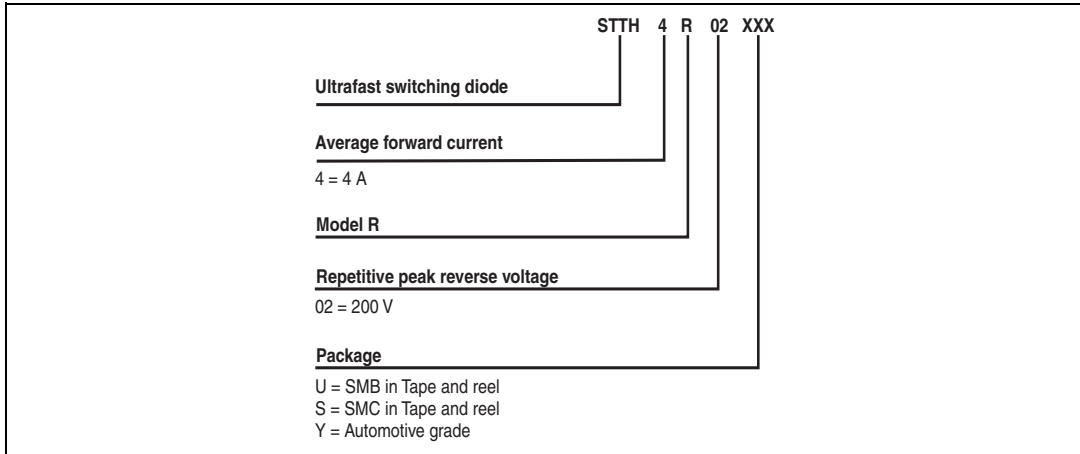 STTH 4 R 02 XXX
Ultrafast switching diode
Average forward current
4 = 4 A
Model R
Repetitive peak reverse voltage
02 = 200 V
Package
U = SMB in Tape and reel
S = SMC in Tape and reel
Y = Automotive grade